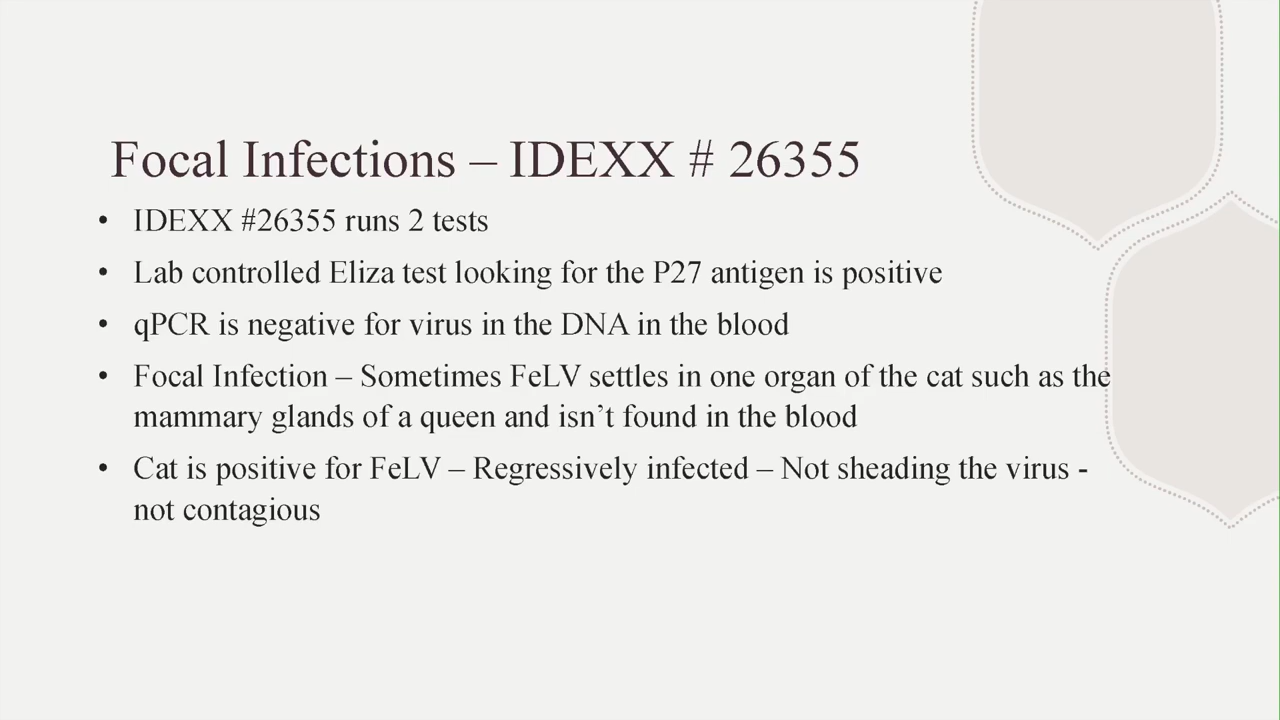 Focal Infections – IDEXX # 26355
• IDEXX #26355 runs 2 tests
• Lab controlled Eliza test looking for the P27 antigen is positive
• qPCR is negative for virus in the DNA in the blood
• Focal Infection – Sometimes FeLV settles in one organ of the cat such as the
mammary glands of a queen and isn’t found in the blood
• Cat is positive for FeLV – Regressively infected – Not sheading the virus -
not contagious